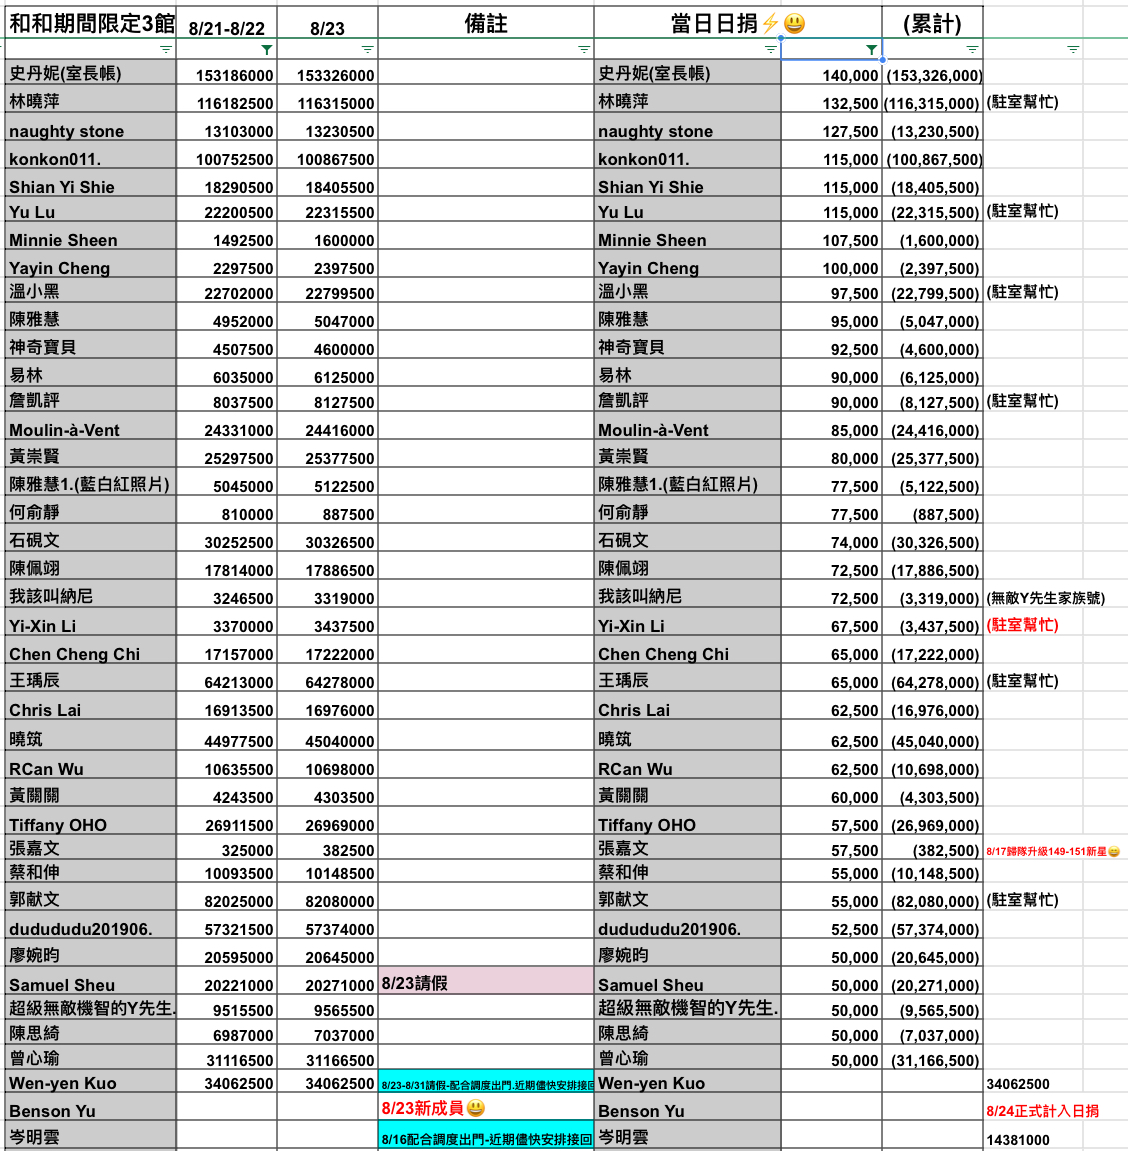 和和期間限定3館 8/21-8/22 8/23 備註 當日日捐⚡😃 (累計)
史丹妮(室長帳) 153186000 153326000 史丹妮(室長帳) 140,000 (153,326,000)
林曉萍 116182500 116315000 林曉萍 132,500 (116,315,000) (駐室幫忙)
naughty stone 13103000 13230500 naughty stone 127,500 (13,230,500)
konkon011. 100752500 100867500 konkon011. 115,000 (100,867,500)
Shian Yi Shie 18290500 18405500 Shian Yi Shie 115,000 (18,405,500)
Yu Lu 22200500 22315500 Yu Lu 115,000 (22,315,500) (駐室幫忙)
Minnie Sheen 1492500 1600000 Minnie Sheen 107,500 (1,600,000)
Yayin Cheng 2297500 2397500 Yayin Cheng 100,000 (2,397,500)
溫小黑 22702000 22799500 溫小黑 97,500 (22,799,500) (駐室幫忙)
陳雅慧 4952000 5047000 陳雅慧 95,000 (5,047,000)
神奇寶貝 4507500 4600000 神奇寶貝 92,500 (4,600,000)
易林 6035000 6125000 易林 90,000 (6,125,000)
詹凱評 8037500 8127500 詹凱評 90,000 (8,127,500) (駐室幫忙)
Moulin-à-Vent 24331000 24416000 Moulin-à-Vent 85,000 (24,416,000)
黃崇賢 25297500 25377500 黃崇賢 80,000 (25,377,500)
陳雅慧1.(藍白紅照片) 5045000 5122500 陳雅慧1.(藍白紅照片) 77,500 (5,122,500)
何俞靜 810000 887500 何俞靜 77,500 (887,500)
石硯文 30252500 30326500 石硯文 74,000 (30,326,500)
陳佩翊 17814000 17886500 陳佩翊 72,500 (17,886,500)
我該叫納尼 3246500 3319000 我該叫納尼 72,500 (3,319,000) (無敵Y先生家族號)
Yi-Xin Li 3370000 3437500 Yi-Xin Li 67,500 (3,437,500) (駐室幫忙)
Chen Cheng Chi 17157000 17222000 Chen Cheng Chi 65,000 (17,222,000)
王瑀辰 64213000 64278000 王瑀辰 65,000 (64,278,000) (駐室幫忙)
Chris Lai 16913500 16976000 Chris Lai 62,500 (16,976,000)
曉筑 44977500 45040000 曉筑 62,500 (45,040,000)
RCan Wu 10635500 10698000 RCan Wu 62,500 (10,698,000)
黃關關 4243500 4303500 黃關關 60,000 (4,303,500)
Tiffany OHO 26911500 26969000 Tiffany OHO 57,500 (26,969,000)
張嘉文 325000 382500 張嘉文 57,500 (382,500) 8/17歸隊升級149-151新星😄
蔡和伸 10093500 10148500 蔡和伸 55,000 (10,148,500)
郭献文 82025000 82080000 郭献文 55,000 (82,080,000) (駐室幫忙)
dudududu201906. 57321500 57374000 dudududu201906. 52,500 (57,374,000)
廖婉昀 20595000 20645000 廖婉昀 50,000 (20,645,000)
Samuel Sheu 20221000 20271000 8/23請假 Samuel Sheu 50,000 (20,271,000)
超級無敵機智的Y先生. 9515500 9565500 超級無敵機智的Y先生. 50,000 (9,565,500)
陳思綺 6987000 7037000 陳思綺 50,000 (7,037,000)
曾心瑜 31116500 31166500 曾心瑜 50,000 (31,166,500)
Wen-yen Kuo 34062500 34062500 8/23-8/31請假-配合調度出門.近期儘快安排接回 Wen-yen Kuo 34062500
Benson Yu 8/23新成員😃 Benson Yu 8/24正式計入日捐
岑明雲 8/16配合調度出門-近期儘快安排接回 岑明雲 14381000